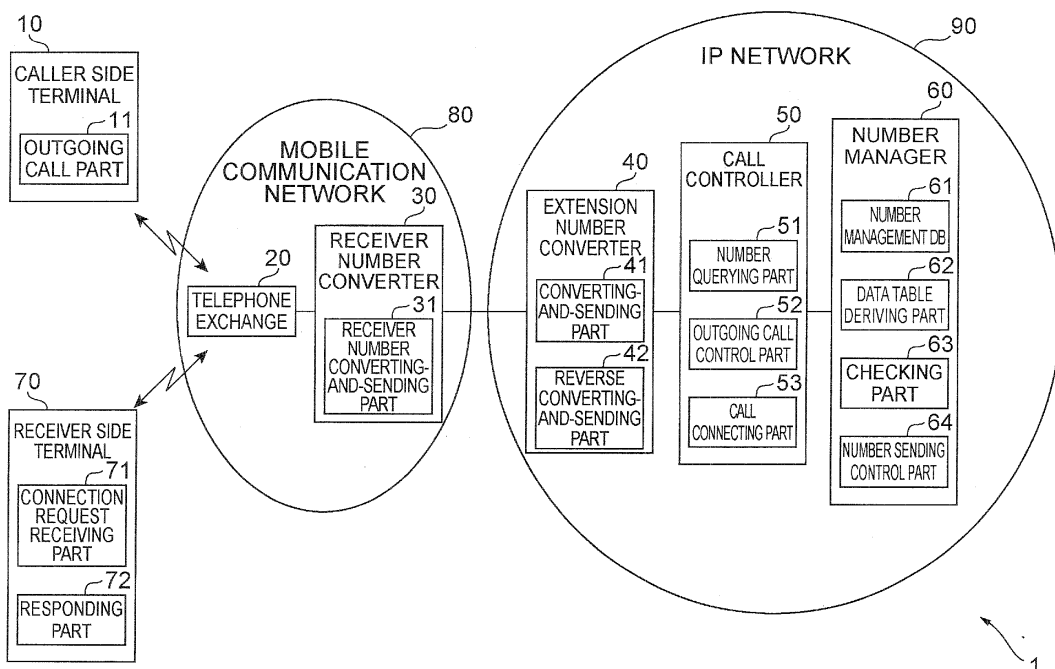 10
CALLER SIDE
TERMINAL
11
OUTGOING
CALL PART
80
MOBILE
COMMUNICATION
NETWORK
20
TELEPHONE
EXCHANGE
30
RECEIVER
NUMBER
CONVERTER
31
RECEIVER
NUMBER
CONVERTING-
AND-SENDING
PART
70
RECEIVER SIDE
TERMINAL
71
CONNECTION
REQUEST
RECEIVING
PART
72
RESPONDING
PART
90
IP NETWORK
40
EXTENSION
NUMBER
CONVERTER
41
CONVERTING-
AND-SENDING
PART
42
REVERSE
CONVERTING-
AND-SENDING
PART
50
CALL
CONTROLLER
51
NUMBER
QUERYING PART
52
OUTGOING CALL
CONTROL PART
53
CALL
CONNECTING PART
60
NUMBER
MANAGER
61
NUMBER
MANAGEMENT DB
62
DATA TABLE
DERIVING PART
63
CHECKING
PART
64
NUMBER SENDING
CONTROL PART
1